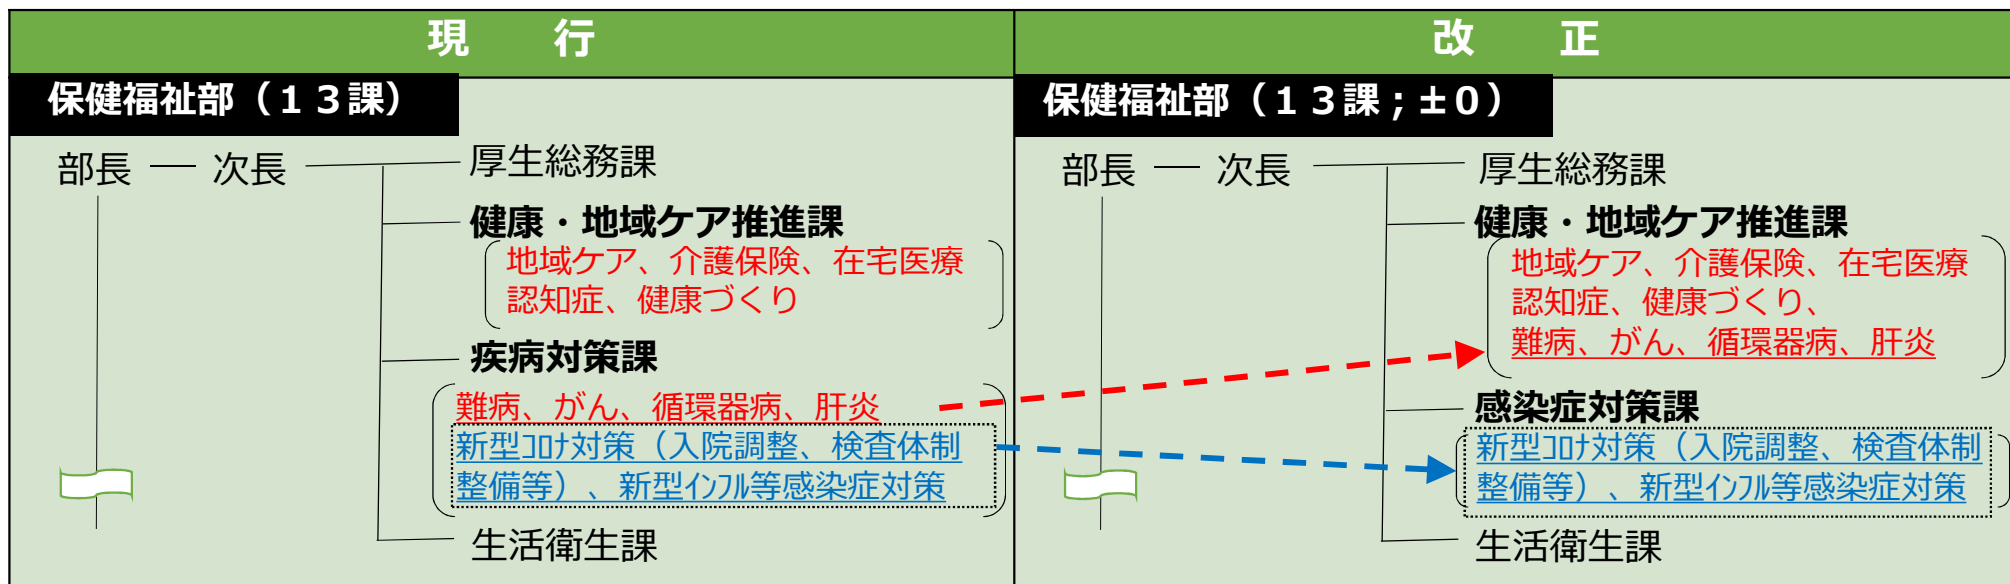 現　行
保健福祉部（１３課）
部長 ― 次長
厚生総務課
健康・地域ケア推進課
地域ケア、介護保険、在宅医療
認知症、健康づくり
疾病対策課
難病、がん、循環器病、肝炎
新型ｺﾛﾅ対策（入院調整、検査体制
整備等）、新型ｲﾝﾌﾙ等感染症対策
生活衛生課
改　正
保健福祉部（１３課；±０）
部長 ― 次長
厚生総務課
健康・地域ケア推進課
地域ケア、介護保険、在宅医療
認知症、健康づくり、
難病、がん、循環器病、肝炎
感染症対策課
新型ｺﾛﾅ対策（入院調整、検査体制
整備等）、新型ｲﾝﾌﾙ等感染症対策
生活衛生課